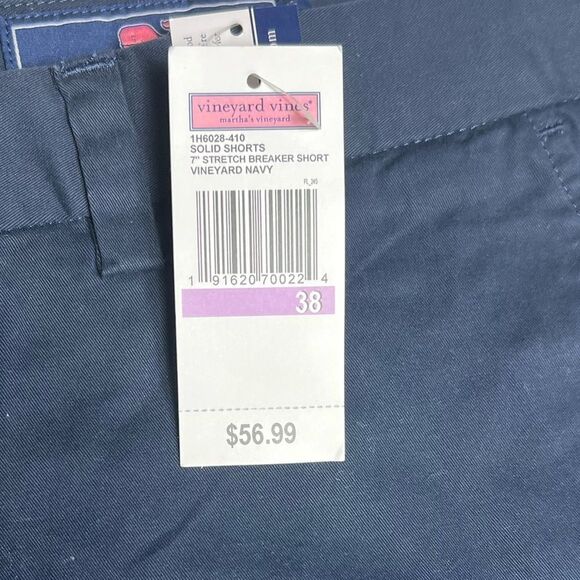 vineyard vines®
martha's vineyard
1H6028-410
SOLID SHORTS
7" STRETCH BREAKER SHORT
VINEYARD NAVY
FL_365
1 91620 70022 4
38
$56.99